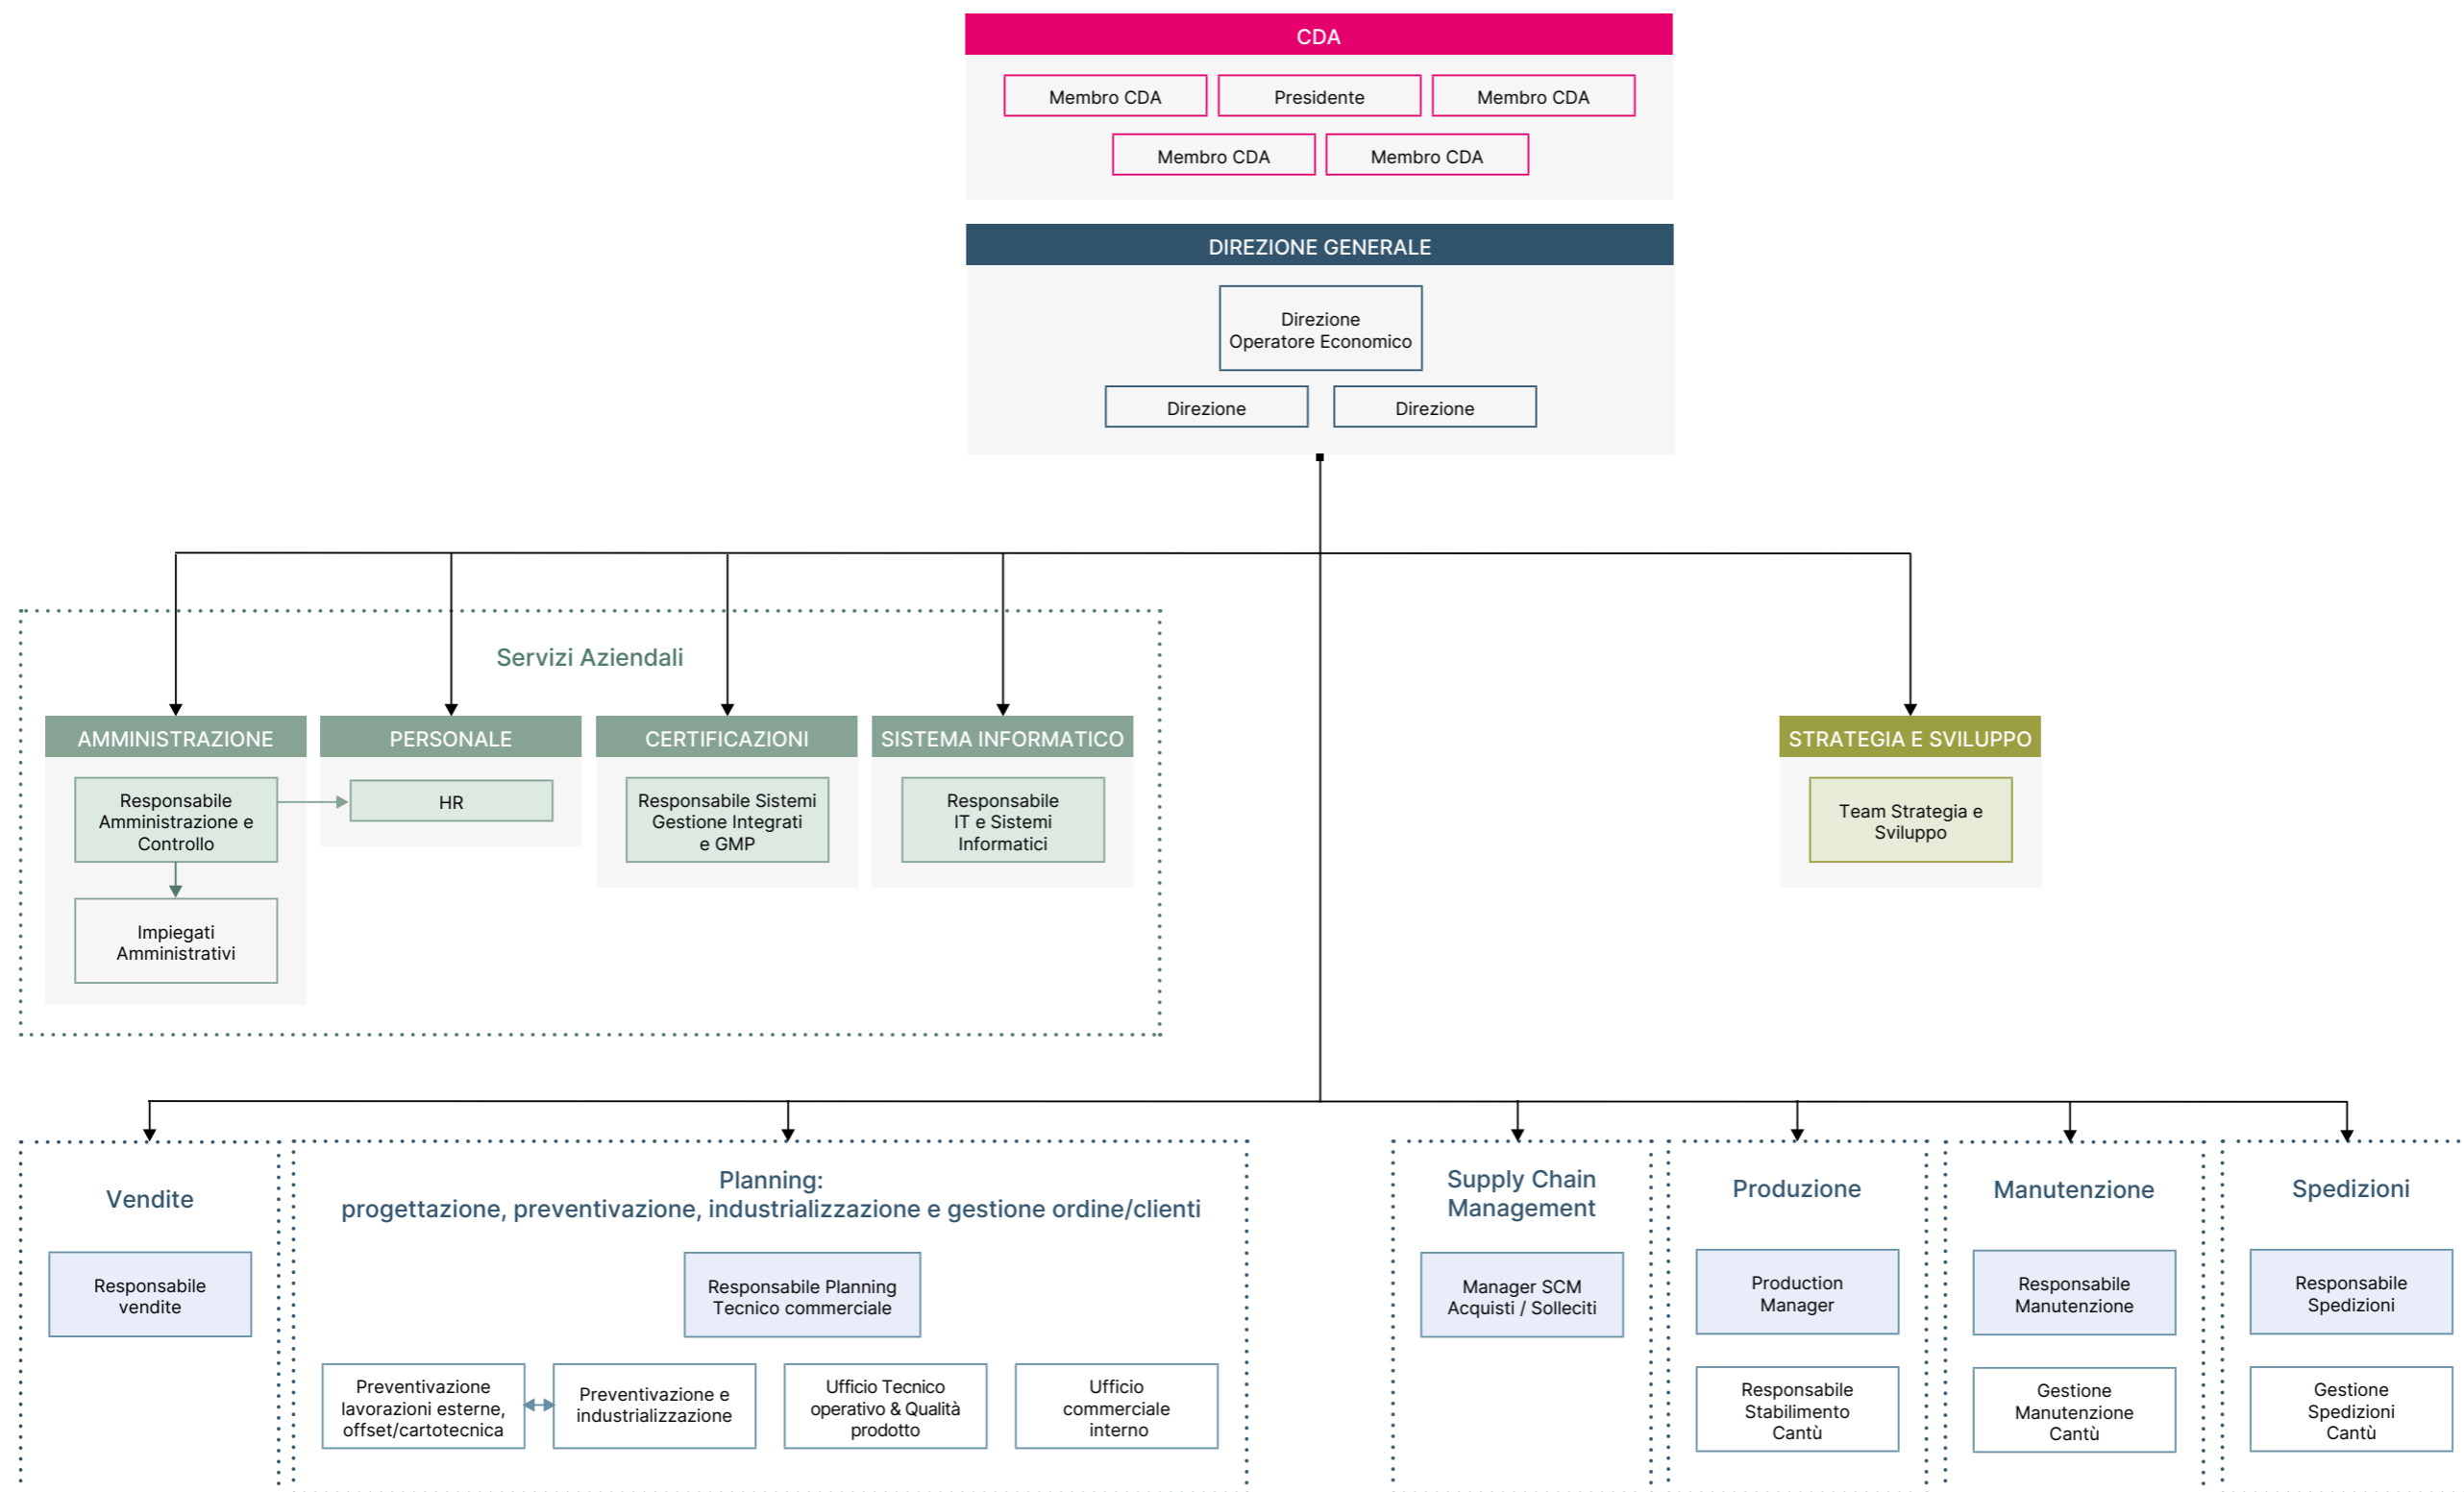 CDA
Membro CDA
Presidente
Membro CDA
Membro CDA
Membro CDA
DIREZIONE GENERALE
Direzione
Operatore Economico
Direzione
Direzione
Servizi Aziendali
AMMINISTRAZIONE
Responsabile
Amministrazione e
Controllo
Impiegati
Amministrativi
PERSONALE
HR
CERTIFICAZIONI
Responsabile Sistemi
Gestione Integrati
e GMP
SISTEMA INFORMATICO
Responsabile
IT e Sistemi
Informatici
STRATEGIA E SVILUPPO
Team Strategia e
Sviluppo
Vendite
Responsabile
vendite
Planning:
progettazione, preventivazione, industrializzazione e gestione ordine/clienti
Responsabile Planning
Tecnico commerciale
Preventivazione
lavorazioni esterne,
offset/cartotecnica
Preventivazione e
industrializzazione
Ufficio Tecnico
operativo & Qualità
prodotto
Ufficio
commerciale
interno
Supply Chain
Management
Manager SCM
Acquisti / Solleciti
Produzione
Production
Manager
Responsabile
Stabilimento
Cantù
Manutenzione
Responsabile
Manutenzione
Gestione
Manutenzione
Cantù
Spedizioni
Responsabile
Spedizioni
Gestione
Spedizioni
Cantù